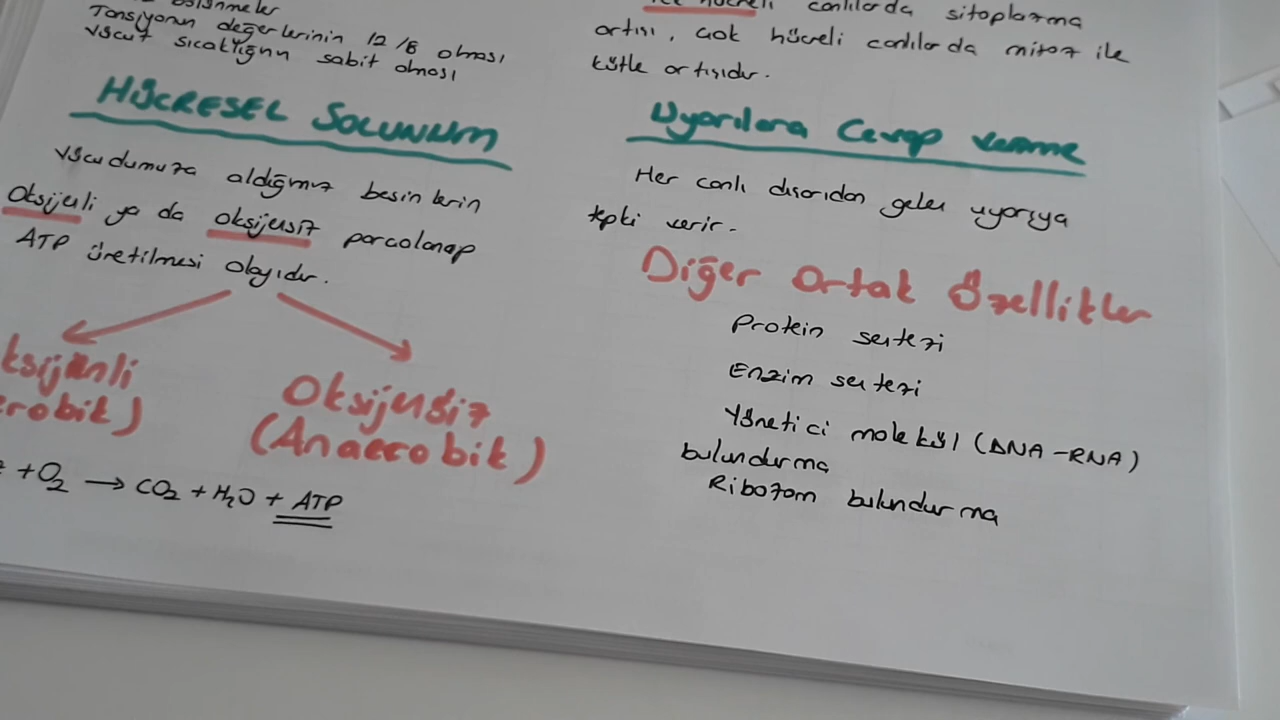 Tansiyonun değerlerinin 12/8 olması
vücut sıcaklığının sabit olması
HÜCRESEL SOLUNUM
vücudumuza aldığımız besinlerin
Oksijenli ya da oksijensiz parçalanıp
ATP üretilmesi olayıdır.
ksijenli
erobik)
Oksijensiz
(Anaerobik)
+O₂ → CO₂ + H₂O + ATP
canlılarda sitoplazma
artışı, çok hücreli canlılarda mitoz ile
kütle artışıdır.
Uyarılara Cevap verme
Her canlı dışarıdan gelen uyarıya
tepki verir.
Diğer Ortak Özellikler
Protein sentezi
Enzim sentezi
Yönetici molekül (DNA-RNA)
bulundurma
Ribozom bulundurma